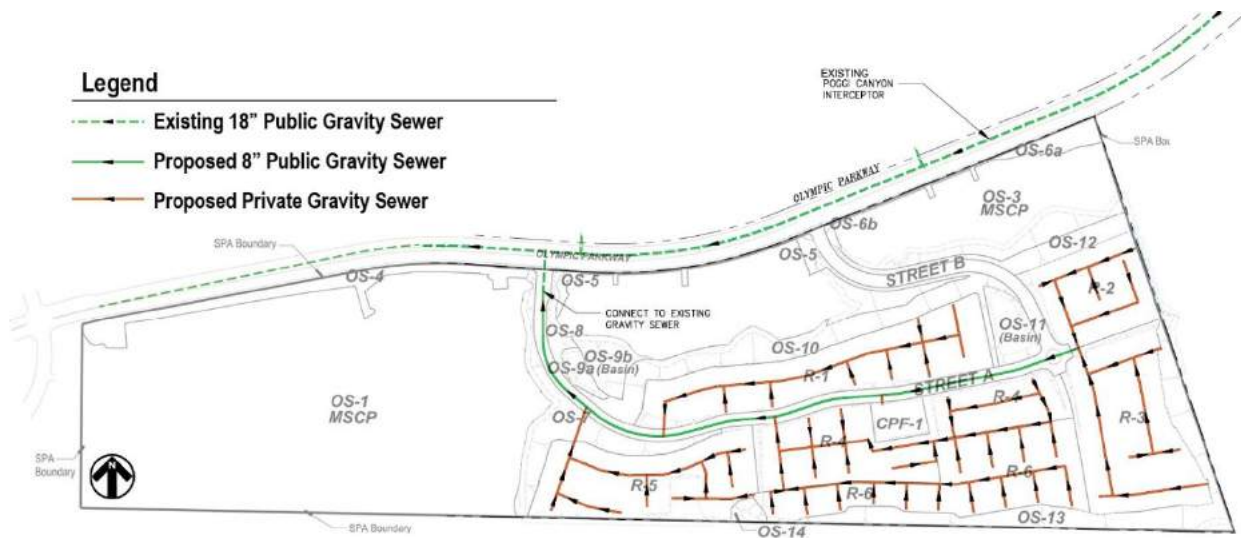 Legend
Existing 18" Public Gravity Sewer
Proposed 8" Public Gravity Sewer
Proposed Private Gravity Sewer
EXISTING
POGGI CANYON
INTERCEPTOR
SPA Bou
OS-6a
OS-3
MSCP
OLYMPIC PARKWAY
OS-6b
OS-12
SPA Boundary
OLYMPIC PARKWAY
OS-5
OS-4
OS-5
STREET B
R-2
CONNECT TO EXISTING
GRAVITY SEWER
OS-8
OS-11
(Basin)
OS-10
OS-9b
(Basin)
OS-9a
R-1
STREET A
OS-1
MSCP
OS-7
R-4
CPF-1
R-3
R-4
SPA
Boundary
N
R-5
R-6
R-6
OS-13
SPA Boundary
OS-14